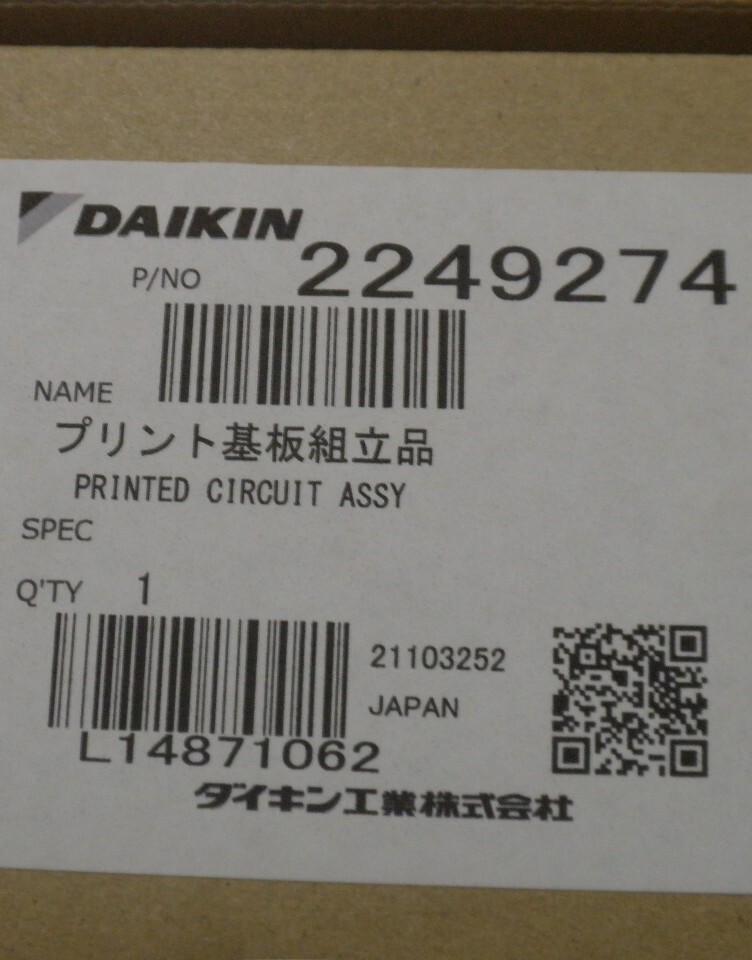 DAIKIN
P/NO 2249274
NAME
プリント基板組立品
PRINTED CIRCUIT ASSY
SPEC
Q'TY 1
21103252
JAPAN
L14871062
ダイキン工業株式会社